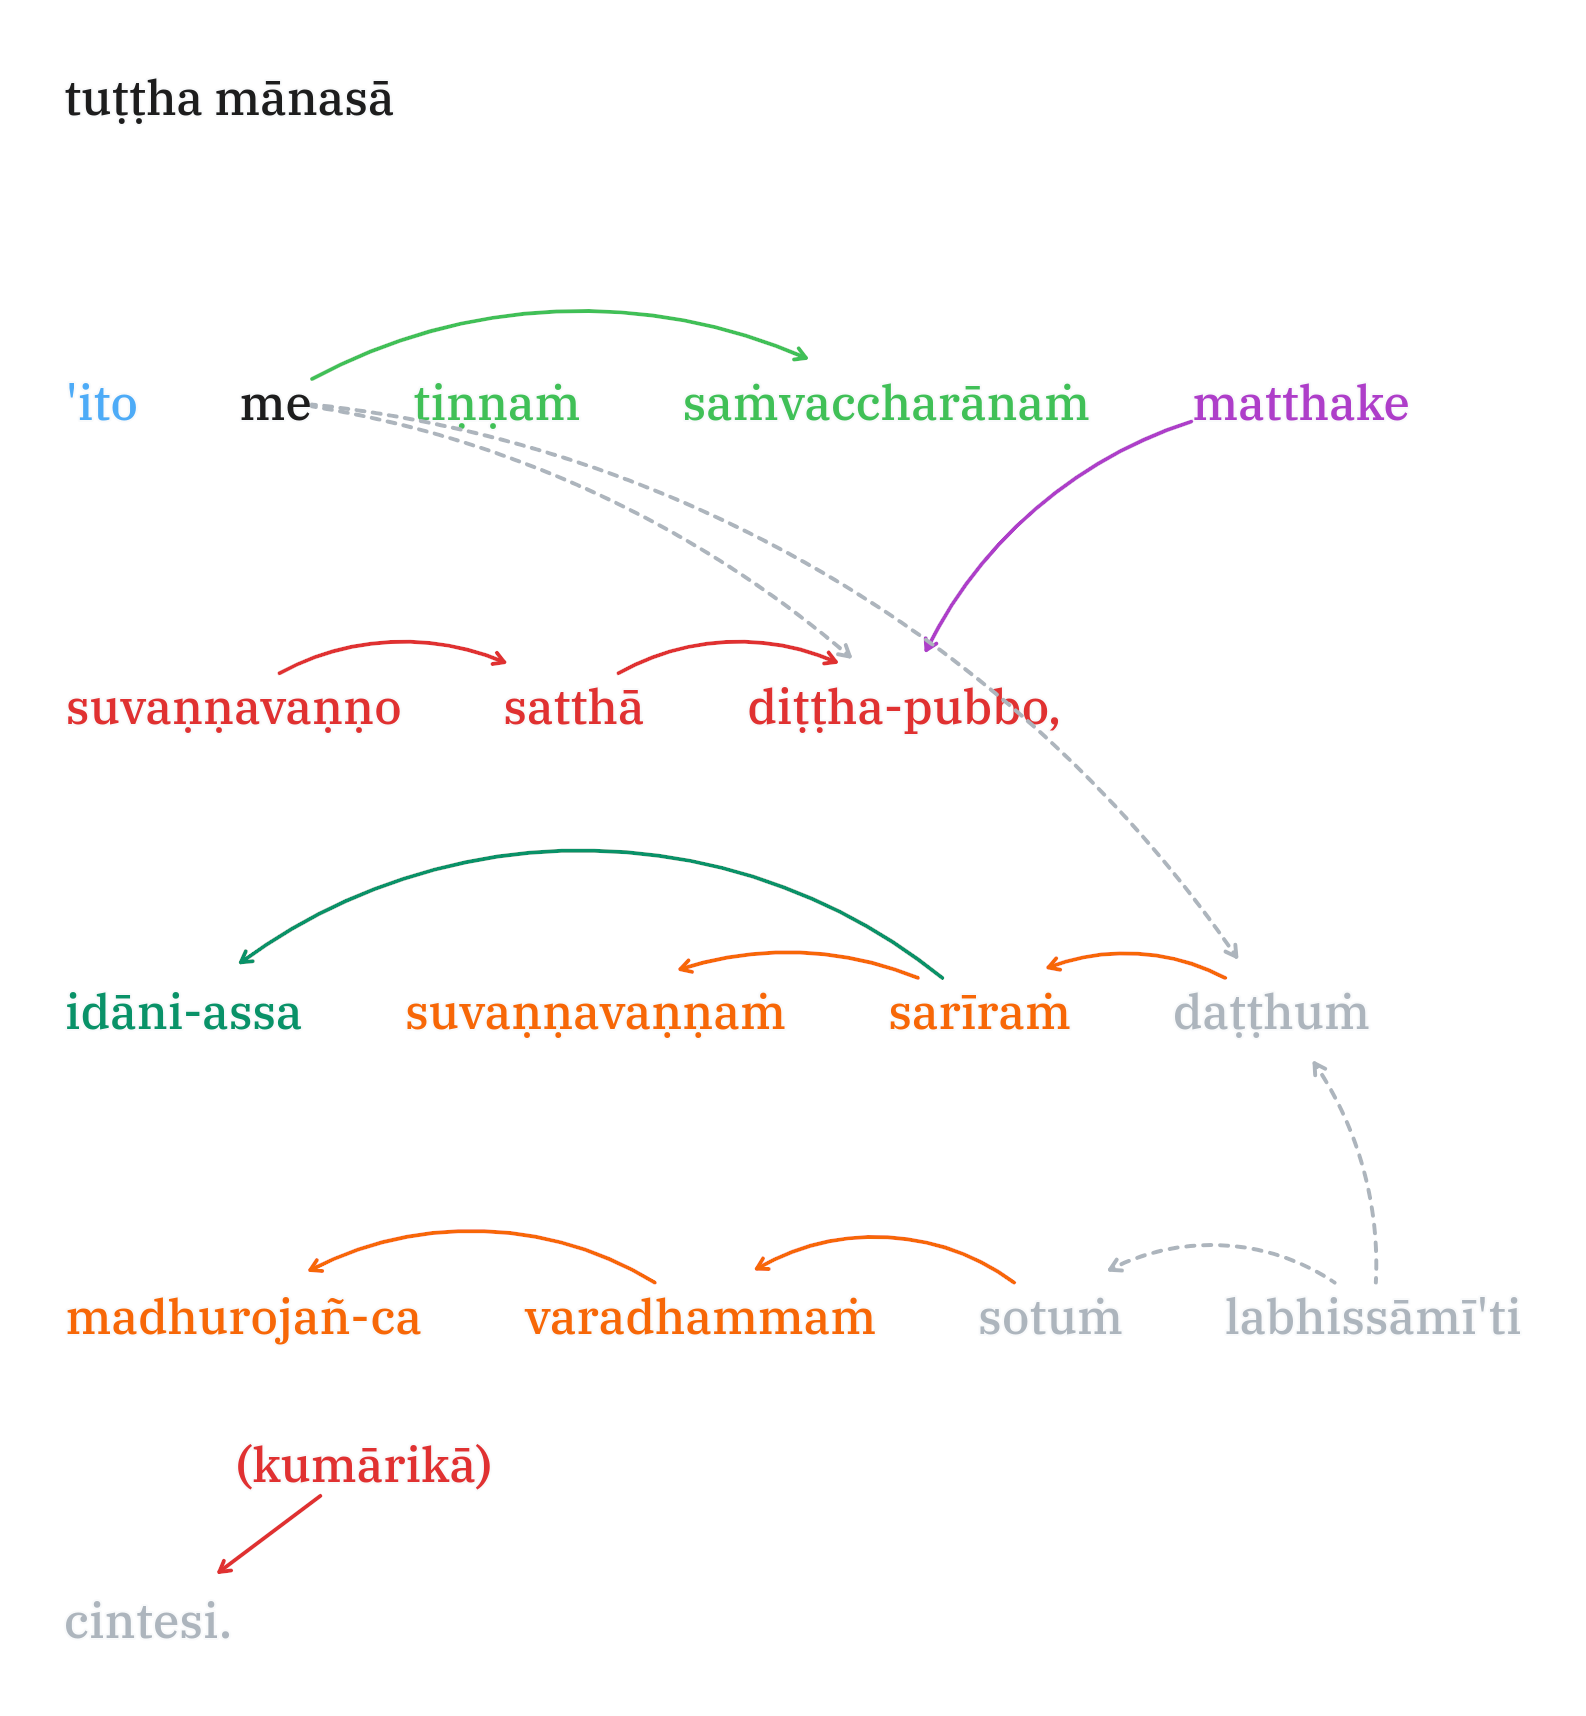 tuṭṭha mānasā
'ito me tiṇṇaṁ saṁvaccharānaṁ matthake
suvaṇṇavaṇṇo satthā diṭṭha-pubbo,
idāni-assa suvaṇṇavaṇṇaṁ sarīraṁ daṭṭhuṁ
madhurojañ-ca varadhammaṁ sotuṁ labhissāmī'ti
(kumārikā)
cintesi.